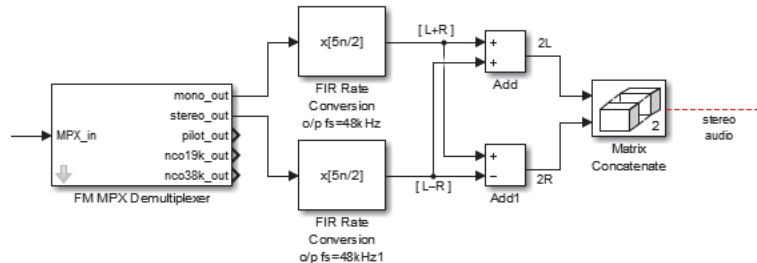 MPX_in
mono_out
stereo_out
pilot_out
nco19k_out
nco38k_out
FM MPX Demultiplexer
x[5n/2]
FIR Rate
Conversion
o/p fs=48kHz
x[5n/2]
FIR Rate
Conversion
o/p fs=48kHz1
[ L+R ]
[ L–R ]
+
+
Add
2L
+
–
Add1
2R
2
Matrix
Concatenate
stereo
audio